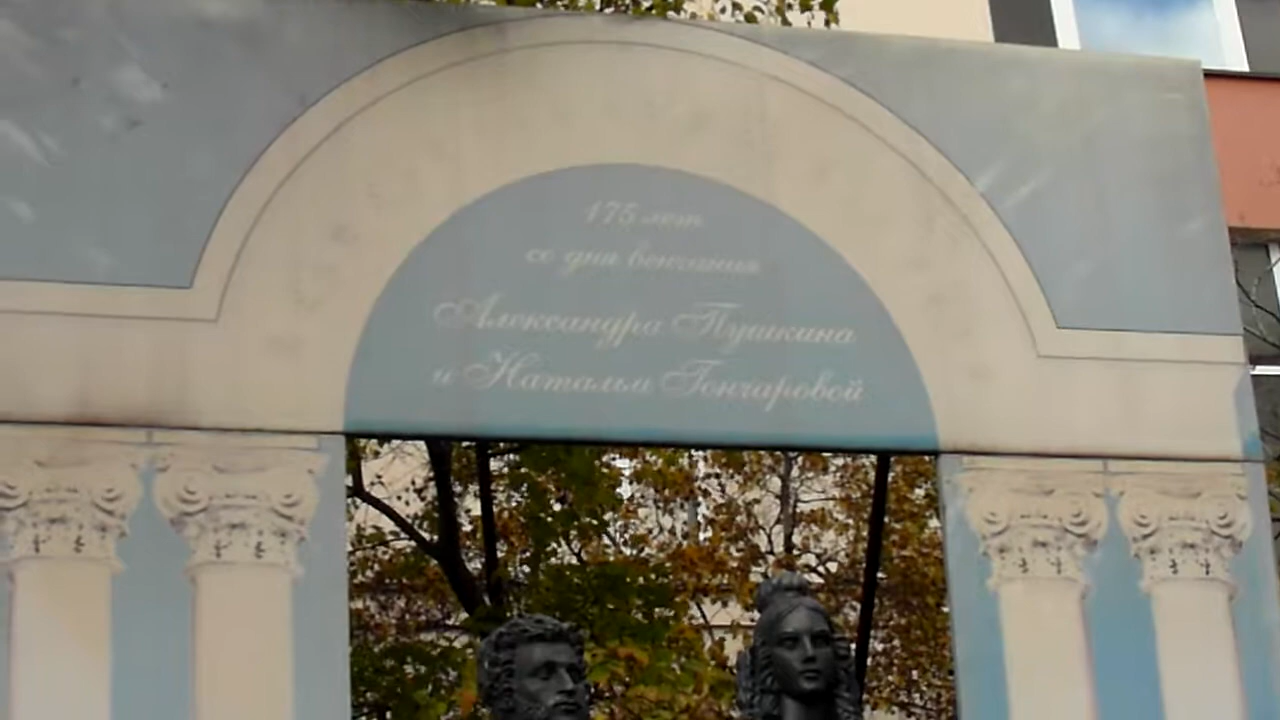 175 лет
со дня венчания
Александра Пушкина
и Натальи Гончаровой